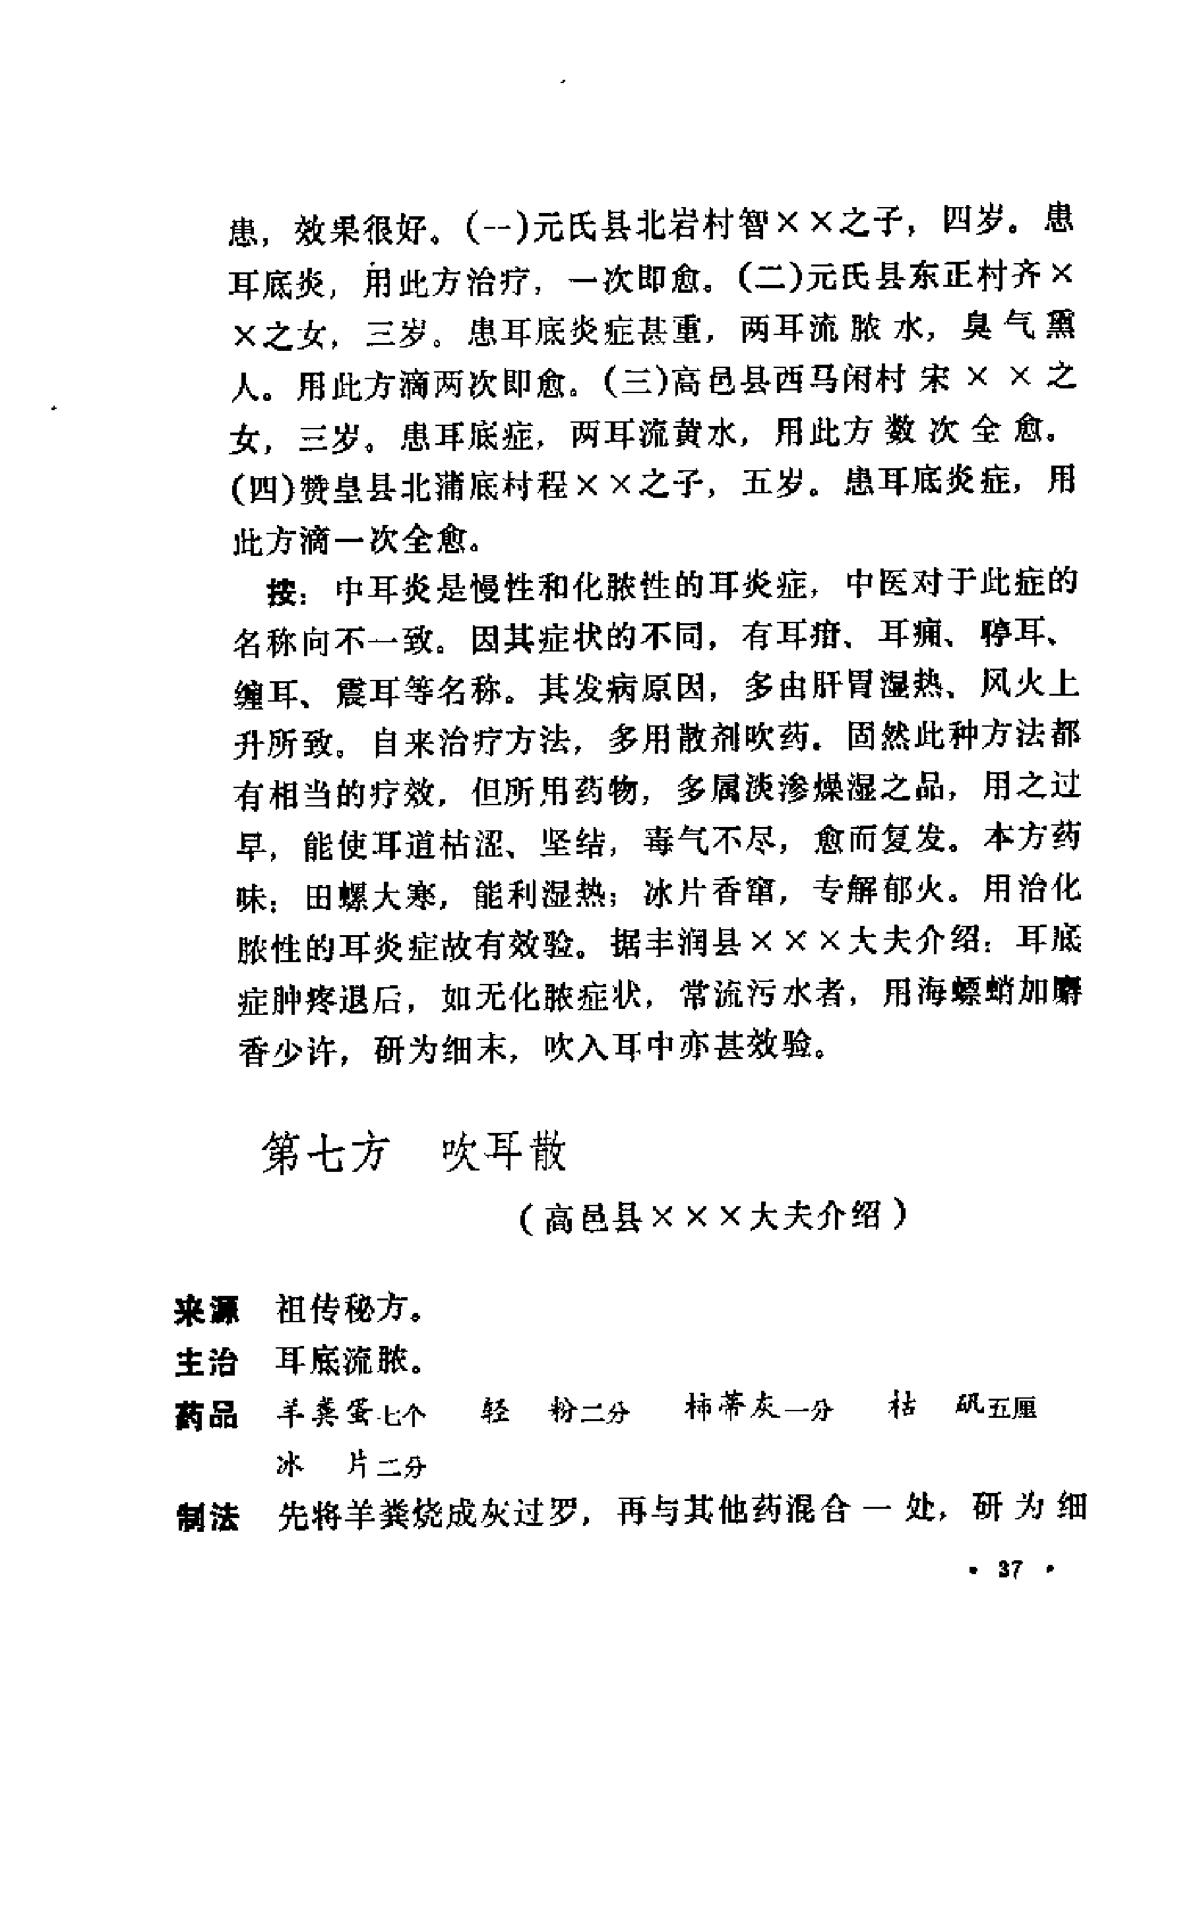 患，效果很好。(一)元氏县北岩村智××之子，四岁。患
耳底炎，用此方治疗，一次即愈。(二)元氏县东正村齐×
×之女，三岁。患耳底炎症甚重，两耳流脓水，臭气熏
人。用此方滴两次即愈。(三)高邑县西马闲村宋××之
女，三岁。患耳底症，两耳流黄水，用此方数次全愈。
(四)赞皇县北蒲底村程××之子，五岁。患耳底炎症，用
此方滴一次全愈。
按：中耳炎是慢性和化脓性的耳炎症，中医对于此症的
名称向不一致。因其症状的不同，有耳疳、耳痈、聤耳、
缠耳、震耳等名称。其发病原因，多由肝胃湿热、风火上
升所致。自来治疗方法，多用散剂吹药。固然此种方法都
有相当的疗效，但所用药物，多属淡渗燥湿之品，用之过
早，能使耳道枯涩、坚结，毒气不尽，愈而复发。本方药
味：田螺大寒，能利湿热；冰片香窜，专解郁火。用治化
脓性的耳炎症故有效验。据丰润县×××大夫介绍：耳底
症肿疼退后，如无化脓症状，常流污水者，用海螵蛸加麝
香少许，研为细末，吹入耳中亦甚效验。
第七方 吹耳散
（高邑县×××大夫介绍）
来源 祖传秘方。
主治 耳底流脓。
药品 羊粪蛋七个 轻粉二分 柿蒂灰一分 枯矾五厘
冰片二分
制法 先将羊粪烧成灰过罗，再与其他药混合一处，研为细
• 37 •